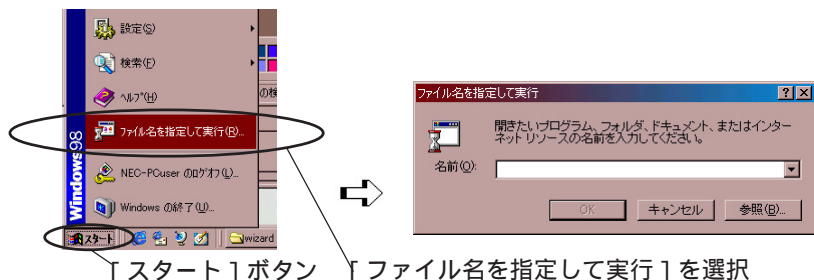 設定(S)
検索(F)
の検
ヘルプ(H)
ファイル名を指定して実行(R)...
NEC-PCuser のログオフ(L)...
Windows の終了(U)...
Windows98
スタート
wizard
ファイル名を指定して実行
開きたいプログラム、フォルダ、ドキュメント、またはインター
ネット リソースの名前を入力してください。
名前(O):
OK
キャンセル
参照(B)...
[ スタート ] ボタン
[ ファイル名を指定して実行 ] を選択